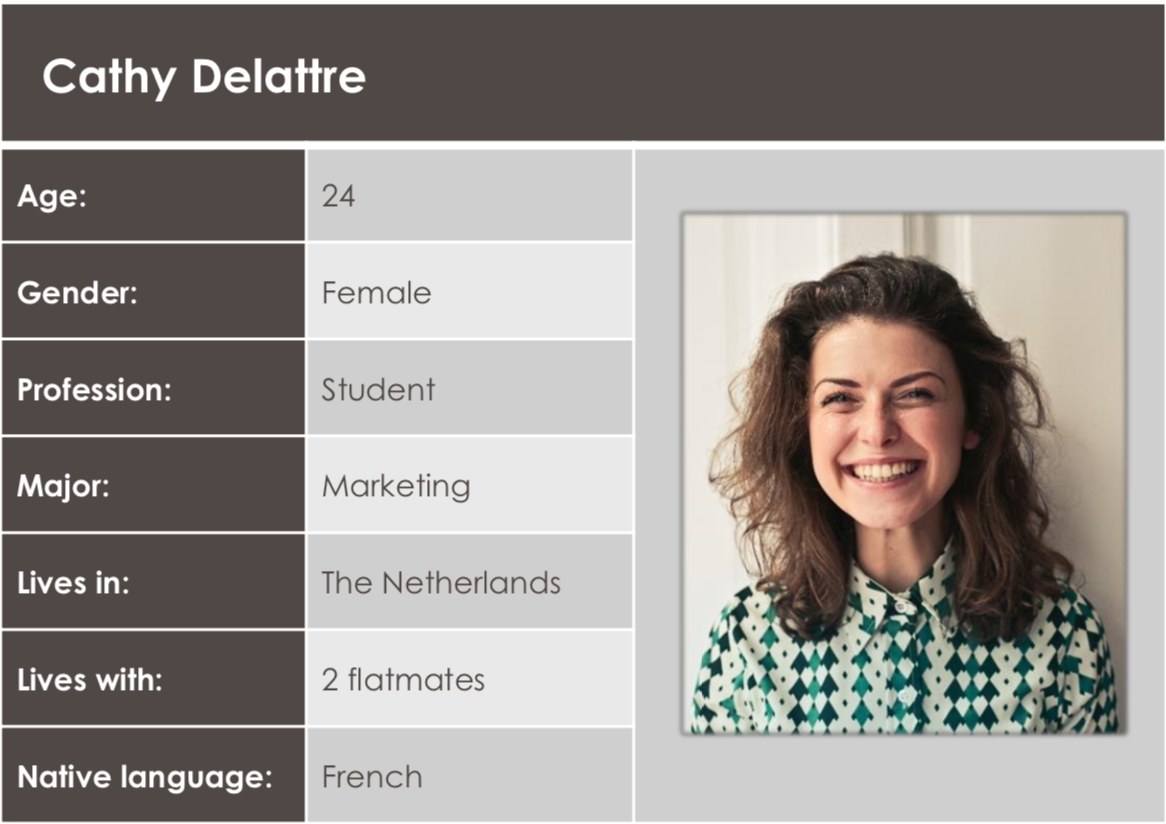 Cathy Delattre
Age: 24
Gender: Female
Profession: Student
Major: Marketing
Lives in: The Netherlands
Lives with: 2 flatmates
Native language: French